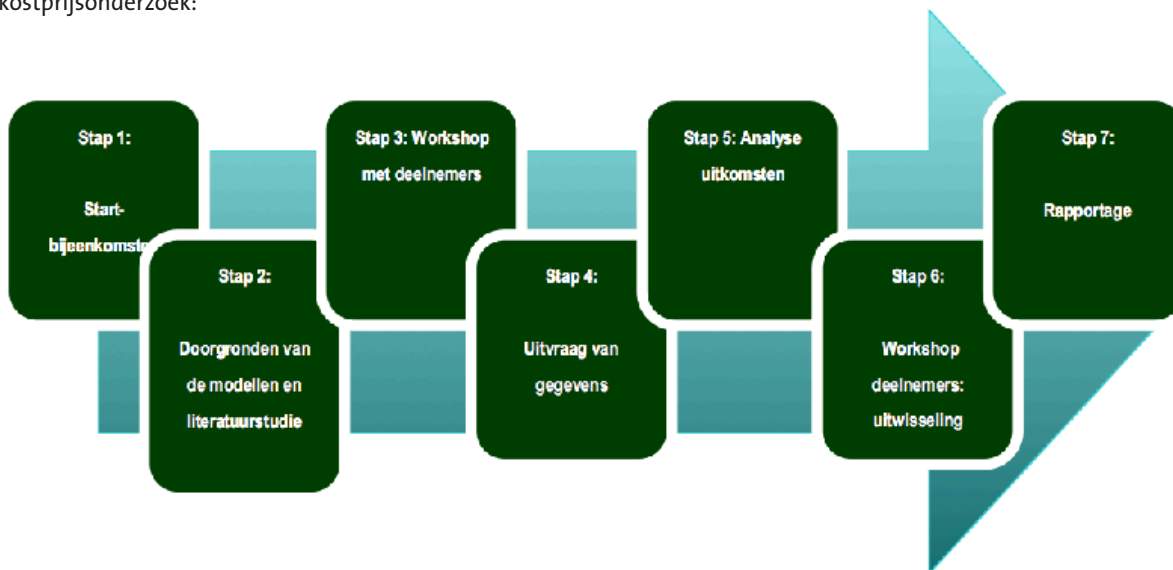 kostprijsonderzoek:
Stap 1:
Start-
bijeenkomst
Stap 2:
Doorgronden van
de modellen en
literatuurstudie
Stap 3: Workshop
met deelnemers
Stap 4:
Uitvraag van
gegevens
Stap 5: Analyse
uitkomsten
Stap 6:
Workshop
deelnemers:
uitwisseling
Stap 7:
Rapportage